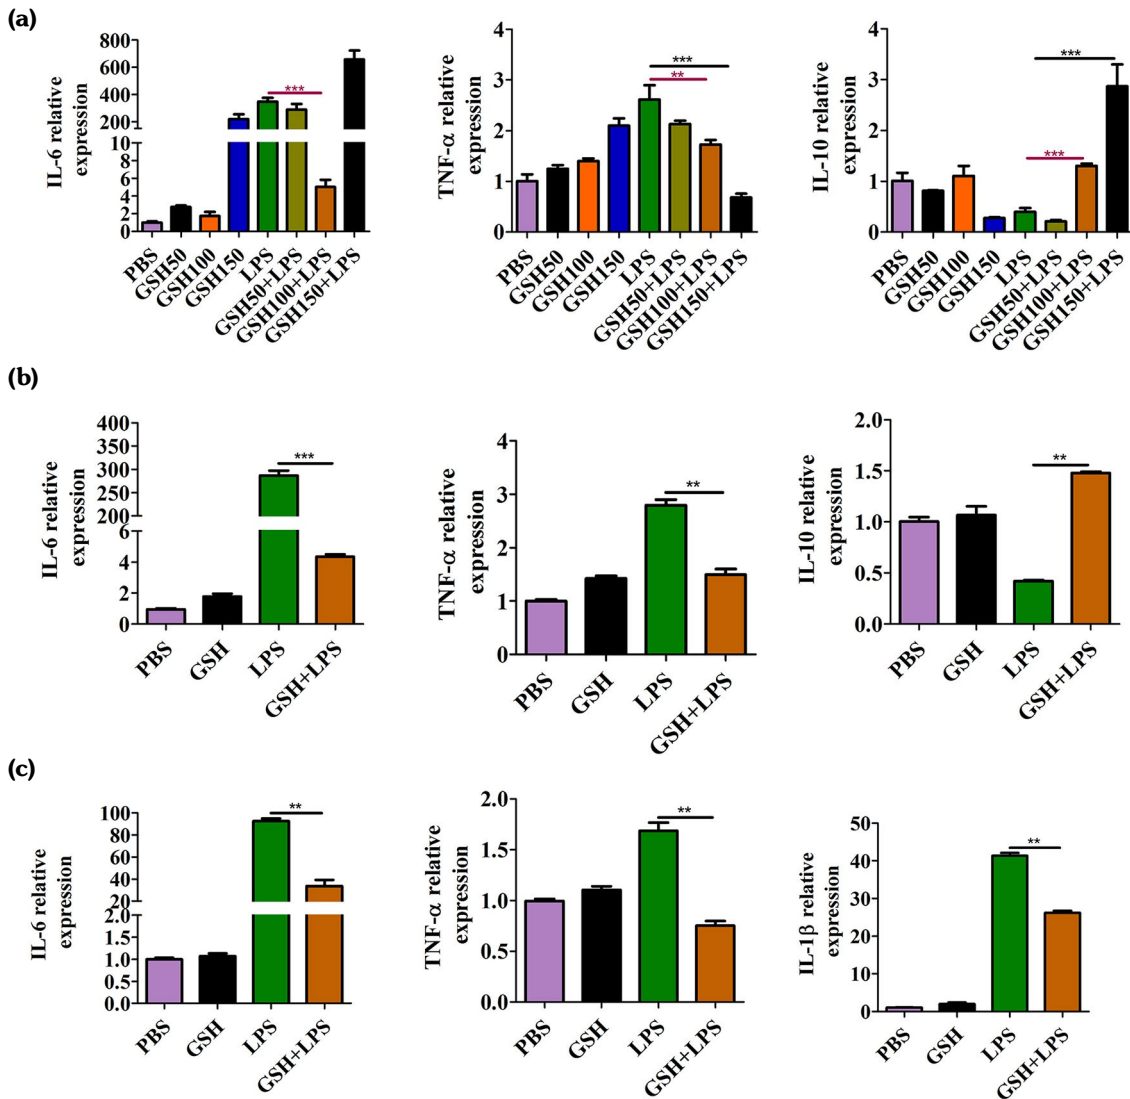 (a)
IL-6 relative
expression
800
600
400
200
10
8
6
4
2
0
***
PBS
GSH50
GSH100
GSH150
LPS
GSH50+LPS
GSH100+LPS
GSH150+LPS
TNF-α relative
expression
4
3
2
1
0
***
**
PBS
GSH50
GSH100
GSH150
LPS
GSH50+LPS
GSH100+LPS
GSH150+LPS
IL-10 relative
expression
4
3
2
1
0
***
***
PBS
GSH50
GSH100
GSH150
LPS
GSH50+LPS
GSH100+LPS
GSH150+LPS
(b)
IL-6 relative
expression
400
350
300
250
200
6
4
2
0
***
PBS
GSH
LPS
GSH+LPS
TNF-α relative
expression
4
3
2
1
0
**
PBS
GSH
LPS
GSH+LPS
IL-10 relative
expression
2.0
1.5
1.0
0.5
0.0
**
PBS
GSH
LPS
GSH+LPS
(c)
IL-6 relative
expression
100
80
60
40
20
2.0
1.5
1.0
0.5
0.0
**
PBS
GSH
LPS
GSH+LPS
TNF-α relative
expression
2.0
1.5
1.0
0.5
0.0
**
PBS
GSH
LPS
GSH+LPS
IL-1β relative
expression
50
40
30
20
10
0
**
PBS
GSH
LPS
GSH+LPS